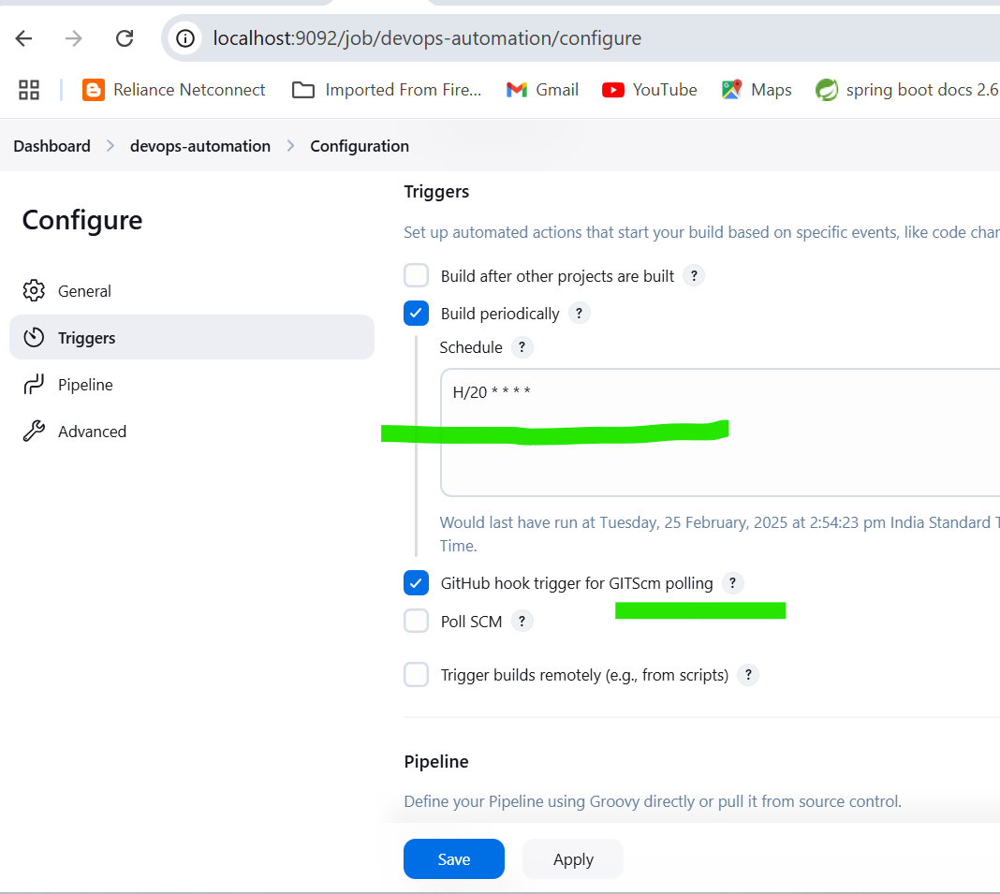 localhost:9092/job/devops-automation/configure
Reliance Netconnect Imported From Fire... Gmail YouTube Maps spring boot docs 2.6
Dashboard devops-automation Configuration
Configure
General
Triggers
Pipeline
Advanced
Triggers
Set up automated actions that start your build based on specific events, like code char
Build after other projects are built ?
Build periodically ?
Schedule ?
H/20 * * * *
Would last have run at Tuesday, 25 February, 2025 at 2:54:23 pm India Standard T
Time.
GitHub hook trigger for GITScm polling ?
Poll SCM ?
Trigger builds remotely (e.g., from scripts) ?
Pipeline
Define your Pipeline using Groovy directly or pull it from source control.
Save Apply